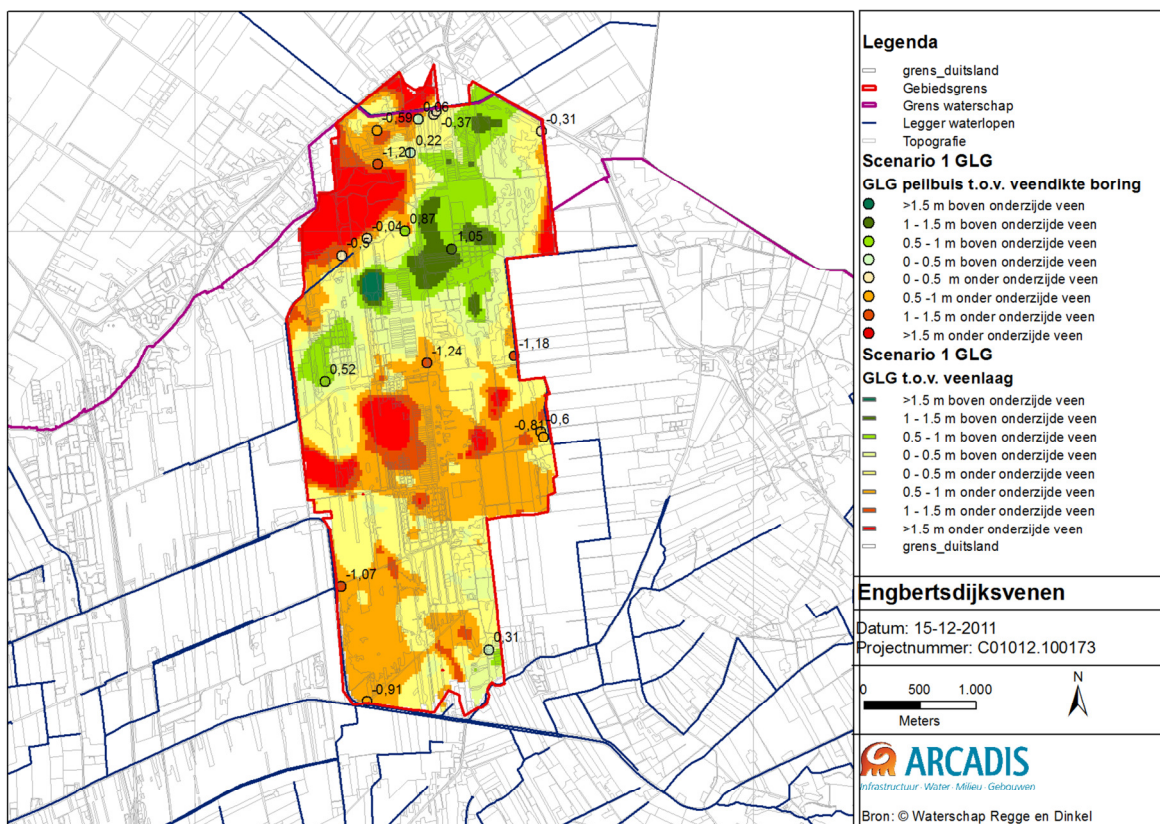 0,06
-0,59
-0,37
-0,31
-1,21
0,22
0,87
-0,04
-0,5
1,05
-1,18
-1,24
0,52
-0,6
-0,81
-1,07
0,31
-0,91
Legenda
grens_duitsland
Gebiedsgrens
Grens waterschap
Legger waterlopen
Topografie
Scenario 1 GLG
GLG peilbuis t.o.v. veendikte boring
>1.5 m boven onderzijde veen
1 - 1.5 m boven onderzijde veen
0.5 - 1 m boven onderzijde veen
0 - 0.5 m boven onderzijde veen
0 - 0.5 m onder onderzijde veen
0.5 -1 m onder onderzijde veen
1 - 1.5 m onder onderzijde veen
>1.5 m onder onderzijde veen
Scenario 1 GLG
GLG t.o.v. veenlaag
>1.5 m boven onderzijde veen
1 - 1.5 m boven onderzijde veen
0.5 - 1 m boven onderzijde veen
0 - 0.5 m boven onderzijde veen
0 - 0.5 m onder onderzijde veen
0.5 - 1 m onder onderzijde veen
1 - 1.5 m onder onderzijde veen
>1.5 m onder onderzijde veen
grens_duitsland
Engbertsdijksvenen
Datum: 15-12-2011
Projectnummer: C01012.100173
0 500 1.000
Meters
N
ARCADIS
Infrastructuur · Water · Milieu · Gebouwen
Bron: © Waterschap Regge en Dinkel